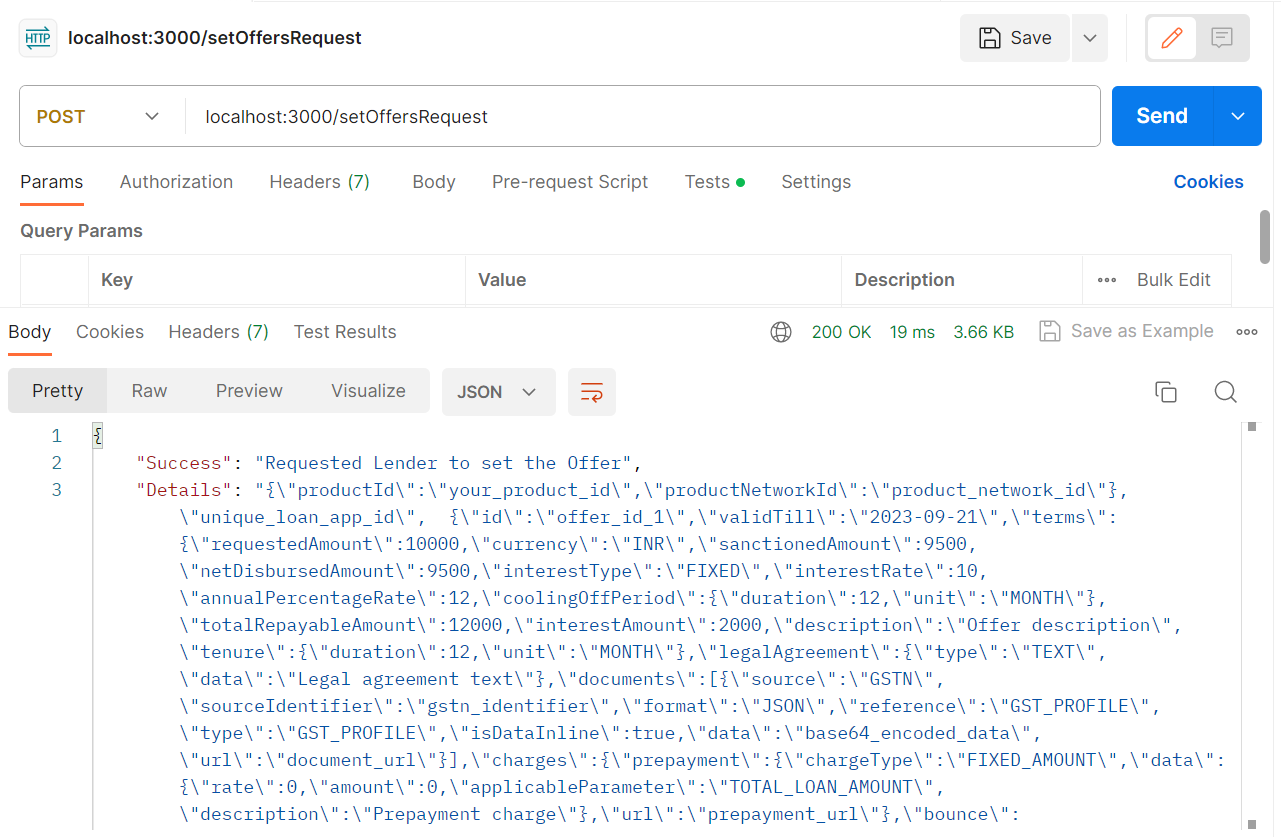 HTTP localhost:3000/setOffersRequest Save
POST localhost:3000/setOffersRequest Send
Params Authorization Headers (7) Body Pre-request Script Tests Settings Cookies
Query Params
Key Value Description Bulk Edit
Body Cookies Headers (7) Test Results 200 OK 19 ms 3.66 KB Save as Example
Pretty Raw Preview Visualize JSON
1 {
2 "Success": "Requested Lender to set the Offer",
3 "Details": "{\"productId\":\"your_product_id\",\"productNetworkId\":\"product_network_id\"},
\"unique_loan_app_id\", {\"id\":\"offer_id_1\",\"validTill\":\"2023-09-21\",\"terms\":
{\"requestedAmount\":10000,\"currency\":\"INR\",\"sanctionedAmount\":9500,
\"netDisbursedAmount\":9500,\"interestType\":\"FIXED\",\"interestRate\":10,
\"annualPercentageRate\":12,\"coolingOffPeriod\":{\"duration\":12,\"unit\":\"MONTH\"},
\"totalRepayableAmount\":12000,\"interestAmount\":2000,\"description\":\"Offer description\",
\"tenure\":{\"duration\":12,\"unit\":\"MONTH\"},\"legalAgreement\":{\"type\":\"TEXT\",
\"data\":\"Legal agreement text\"},\"documents\":[{\"source\":\"GSTN\",
\"sourceIdentifier\":\"gstn_identifier\",\"format\":\"JSON\",\"reference\":\"GST_PROFILE\",
\"type\":\"GST_PROFILE\",\"isDataInline\":true,\"data\":\"base64_encoded_data\",
\"url\":\"document_url\"}],\"charges\":{\"prepayment\":{\"chargeType\":\"FIXED_AMOUNT\",\"data\":
{\"rate\":0,\"amount\":0,\"applicableParameter\":\"TOTAL_LOAN_AMOUNT\",
\"description\":\"Prepayment charge\"},\"url\":\"prepayment_url\"},\"bounce\":